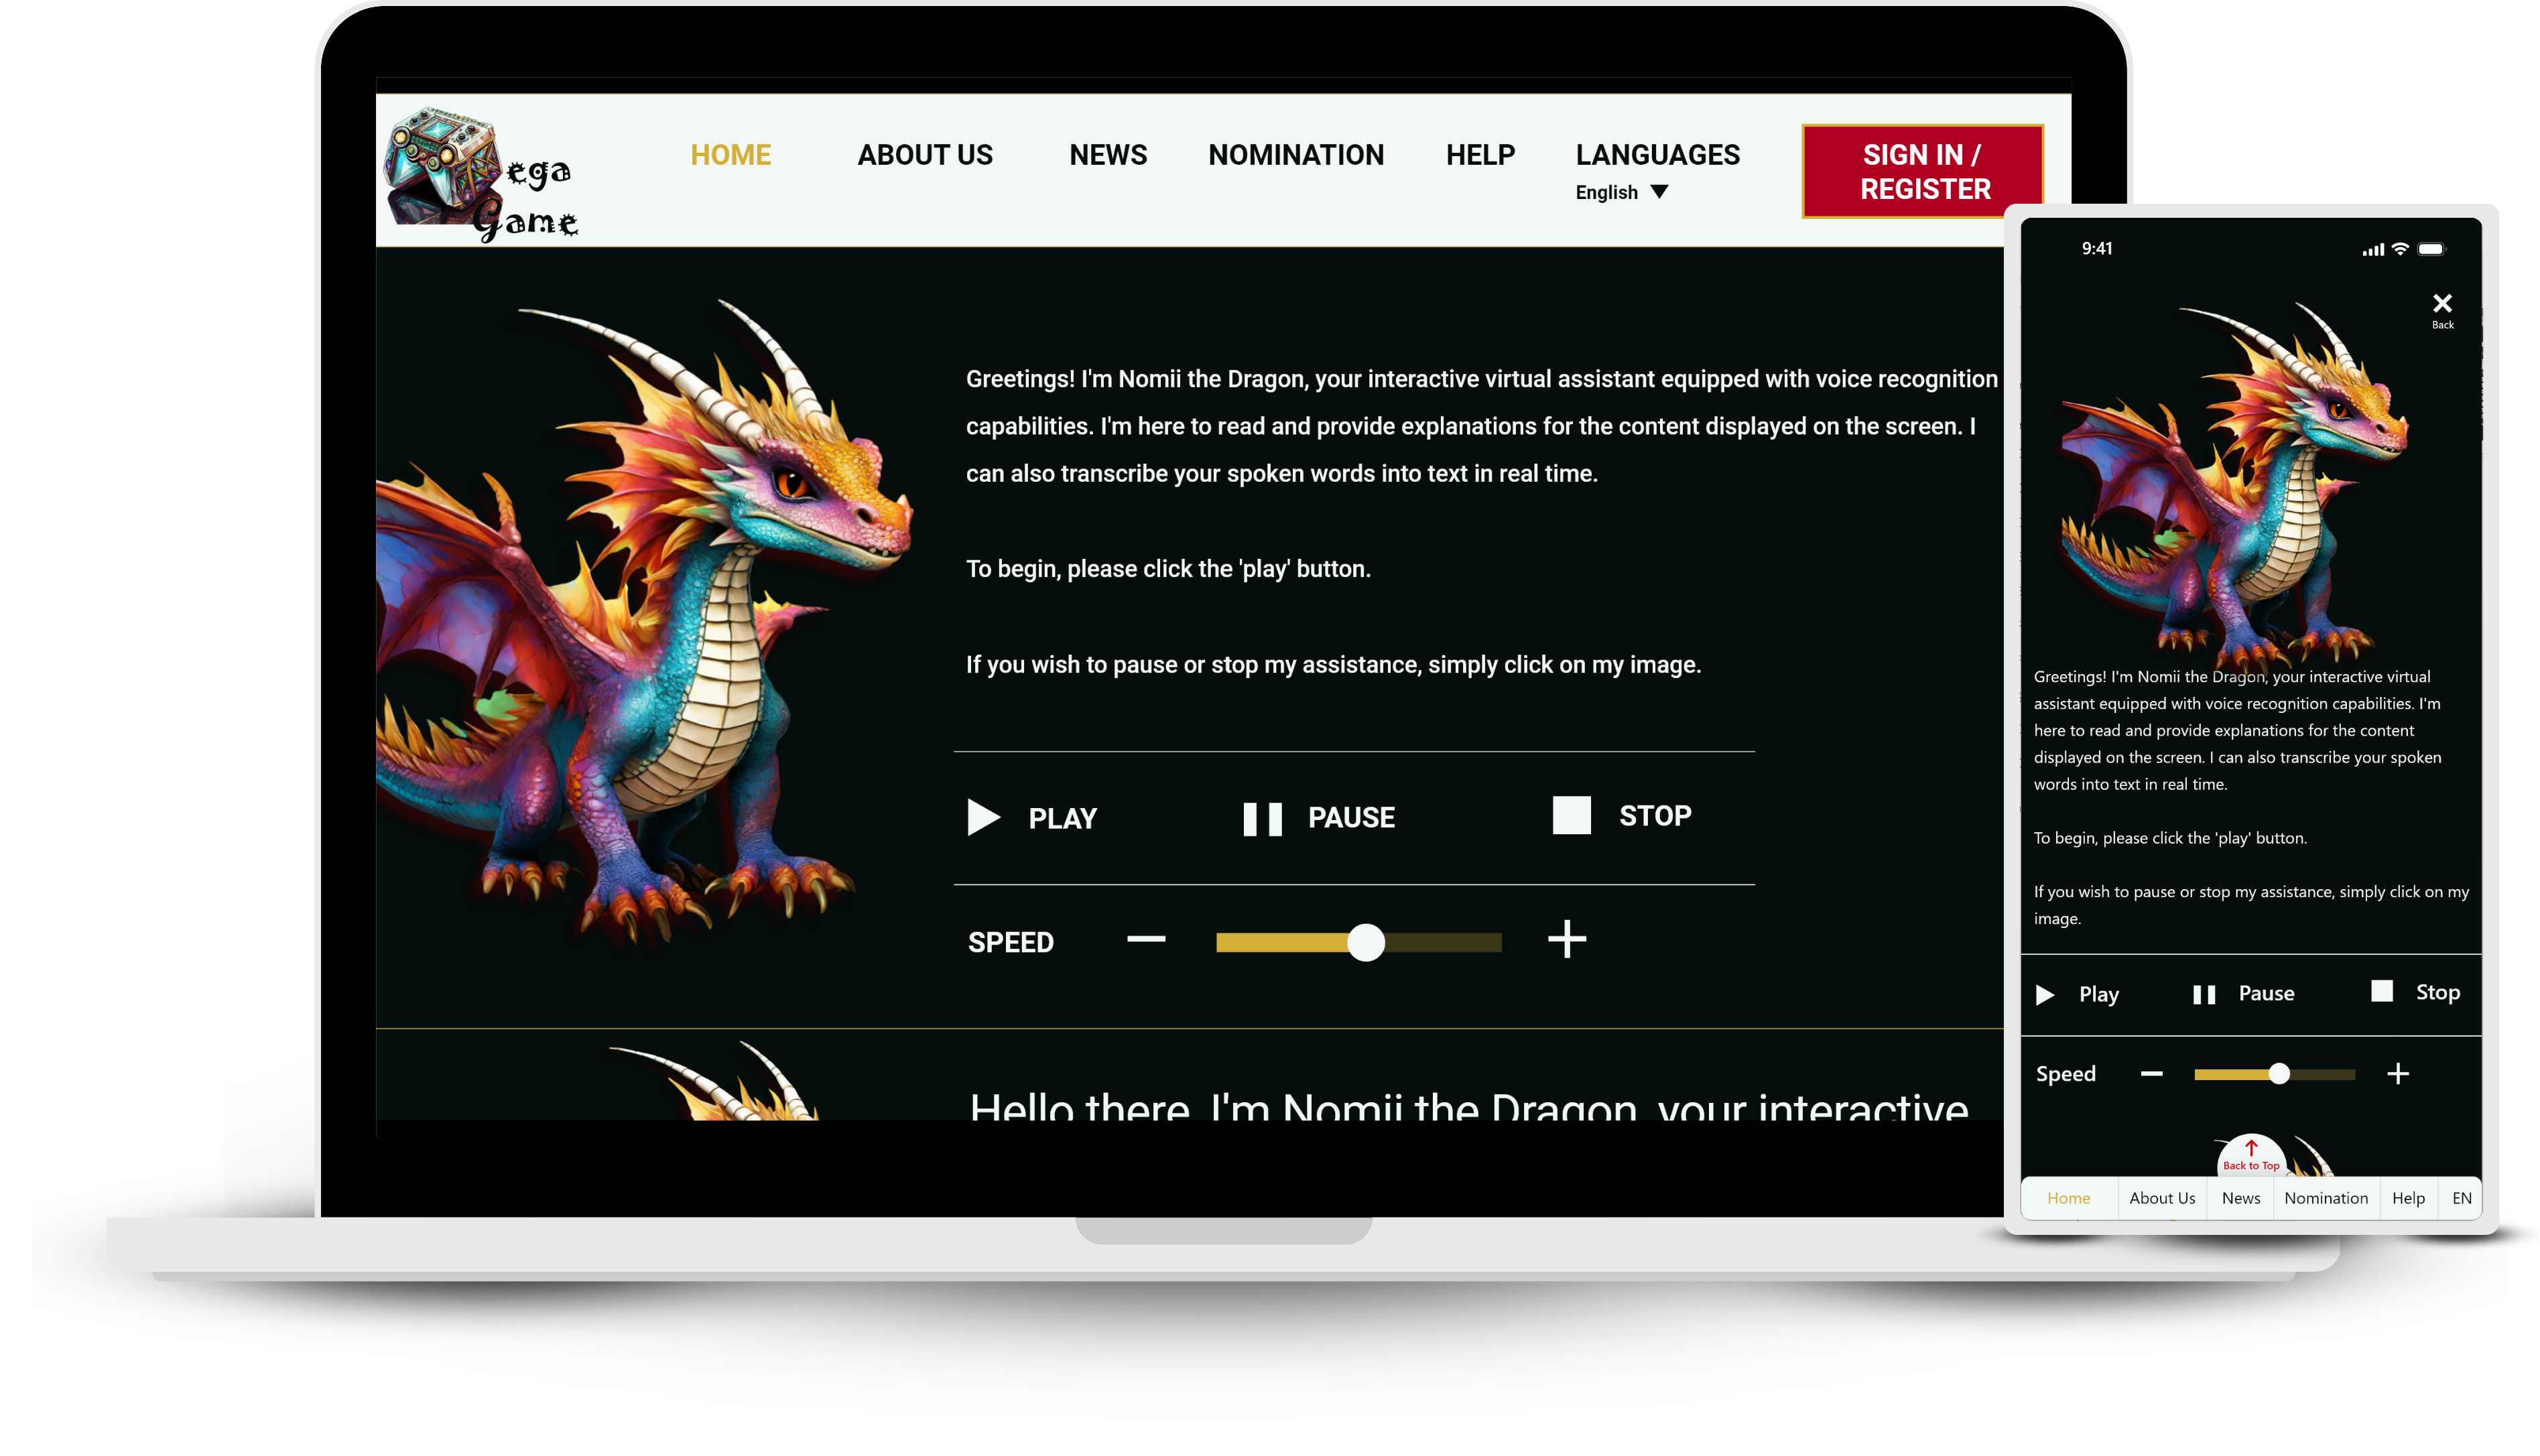 ega
Game
HOME
ABOUT US
NEWS
NOMINATION
HELP
LANGUAGES
English
SIGN IN /
REGISTER
Greetings! I'm Nomii the Dragon, your interactive virtual assistant equipped with voice recognition
capabilities. I'm here to read and provide explanations for the content displayed on the screen. I
can also transcribe your spoken words into text in real time.
To begin, please click the 'play' button.
If you wish to pause or stop my assistance, simply click on my image.
PLAY
PAUSE
STOP
SPEED
Hello there, I'm Nomii the Dragon, your interactive
9:41
Back
Greetings! I'm Nomii the Dragon, your interactive virtual
assistant equipped with voice recognition capabilities. I'm
here to read and provide explanations for the content
displayed on the screen. I can also transcribe your spoken
words into text in real time.
To begin, please click the 'play' button.
If you wish to pause or stop my assistance, simply click on my
image.
Play
Pause
Stop
Speed
Back to Top
Home
About Us
News
Nomination
Help
EN